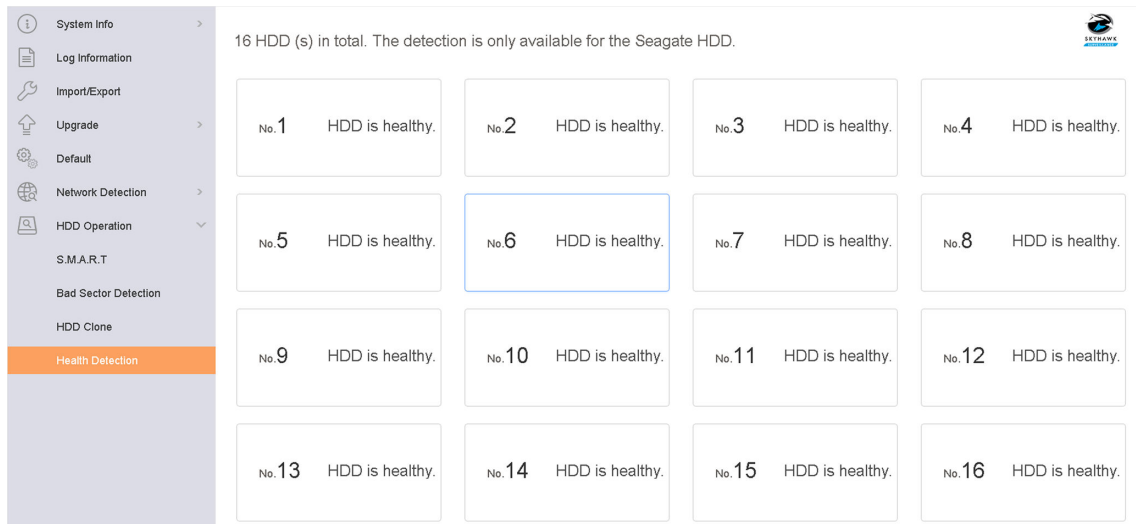 System Info
Log Information
Import/Export
Upgrade
Default
Network Detection
HDD Operation
S.M.A.R.T
Bad Sector Detection
HDD Clone
Health Detection
16 HDD (s) in total. The detection is only available for the Seagate HDD.
SKYHAWK
SURVEILLANCE
No.1 HDD is healthy.
No.2 HDD is healthy.
No.3 HDD is healthy.
No.4 HDD is healthy.
No.5 HDD is healthy.
No.6 HDD is healthy.
No.7 HDD is healthy.
No.8 HDD is healthy.
No.9 HDD is healthy.
No.10 HDD is healthy.
No.11 HDD is healthy.
No.12 HDD is healthy.
No.13 HDD is healthy.
No.14 HDD is healthy.
No.15 HDD is healthy.
No.16 HDD is healthy.